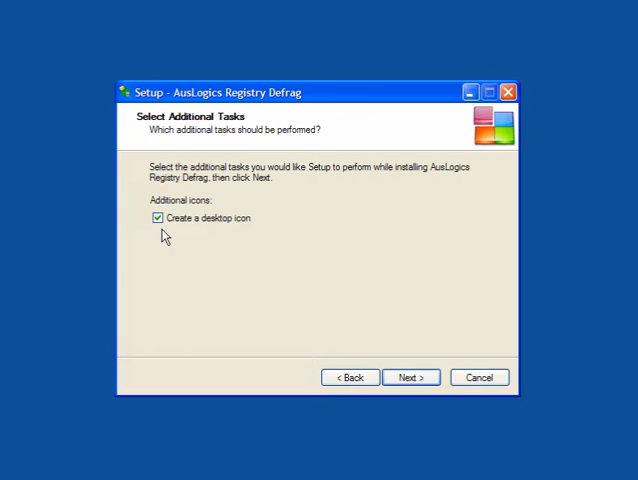 Setup - AusLogics Registry Defrag
Select Additional Tasks
Which additional tasks should be performed?
Select the additional tasks you would like Setup to perform while installing AusLogics
Registry Defrag, then click Next.
Additional icons:
Create a desktop icon
< Back
Next >
Cancel